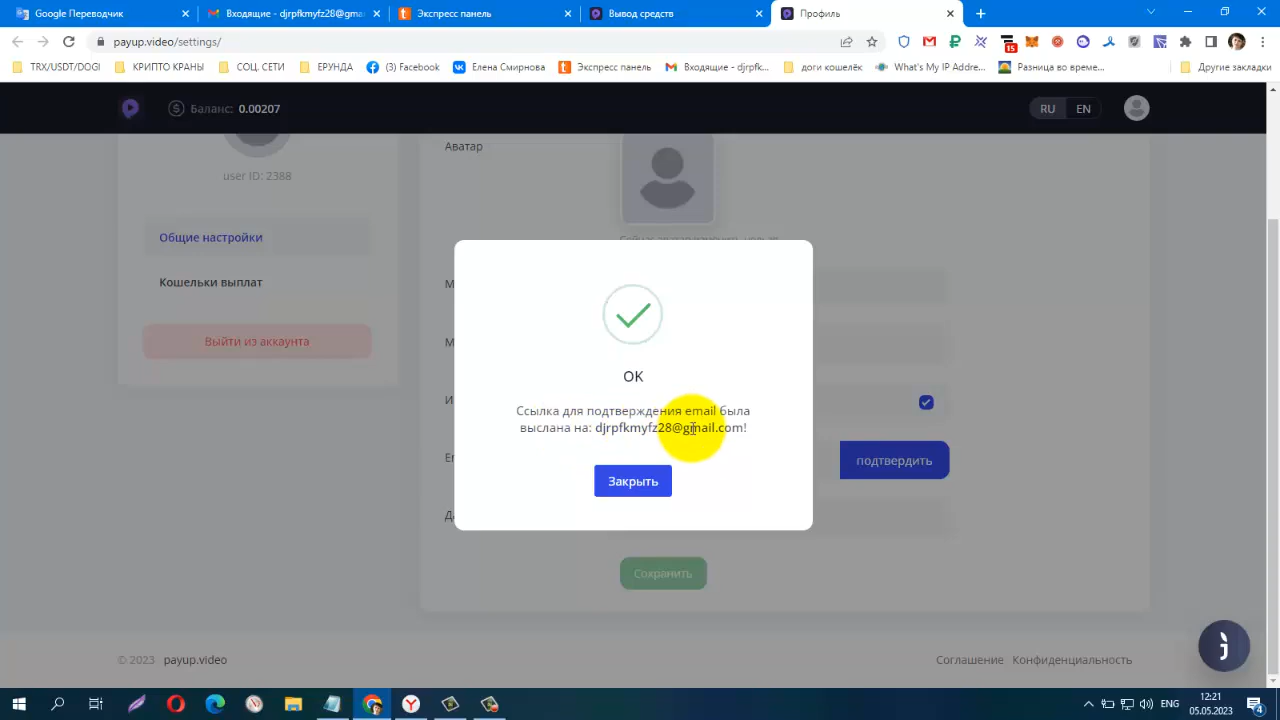 Google Переводчик
Входящие - djrpfkmyfz28@gmai
Экспресс панель
Вывод средств
Профиль
payup.video/settings/
15
TRX/USDT/DOGI
КРИПТО КРАНЫ
СОЦ. СЕТИ
ЕРУНДА
(3) Facebook
Елена Смирнова
Экспресс панель
Входящие - djrpfk...
доги кошелёк
What's My IP Addre...
Разница во време...
Другие закладки
Баланс: 0.00207
RU
EN
Аватар
user ID: 2388
Общие настройки
Кошельки выплат
Выйти из аккаунта
OK
Ссылка для подтверждения email была
выслана на: djrpfkmyfz28@gmail.com!
Закрыть
подтвердить
Сохранить
© 2023 payup.video
Соглашение
Конфиденциальность
ENG
12:21
05.05.2023
4